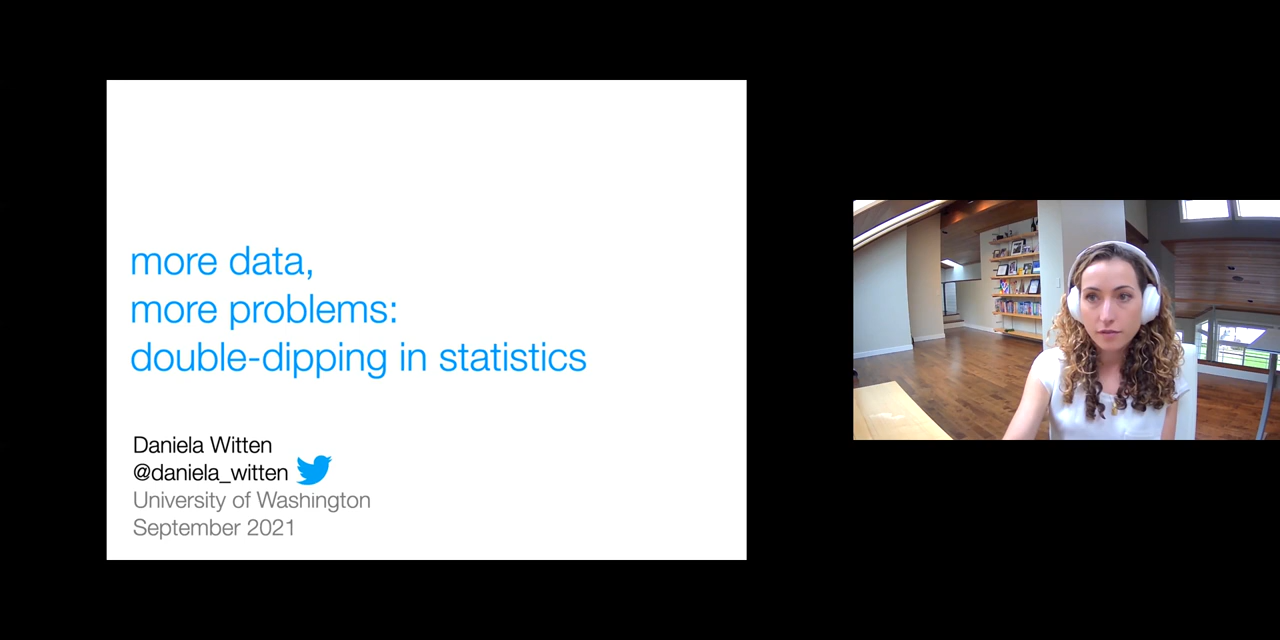 more data,
more problems:
double-dipping in statistics
Daniela Witten
@daniela_witten
University of Washington
September 2021